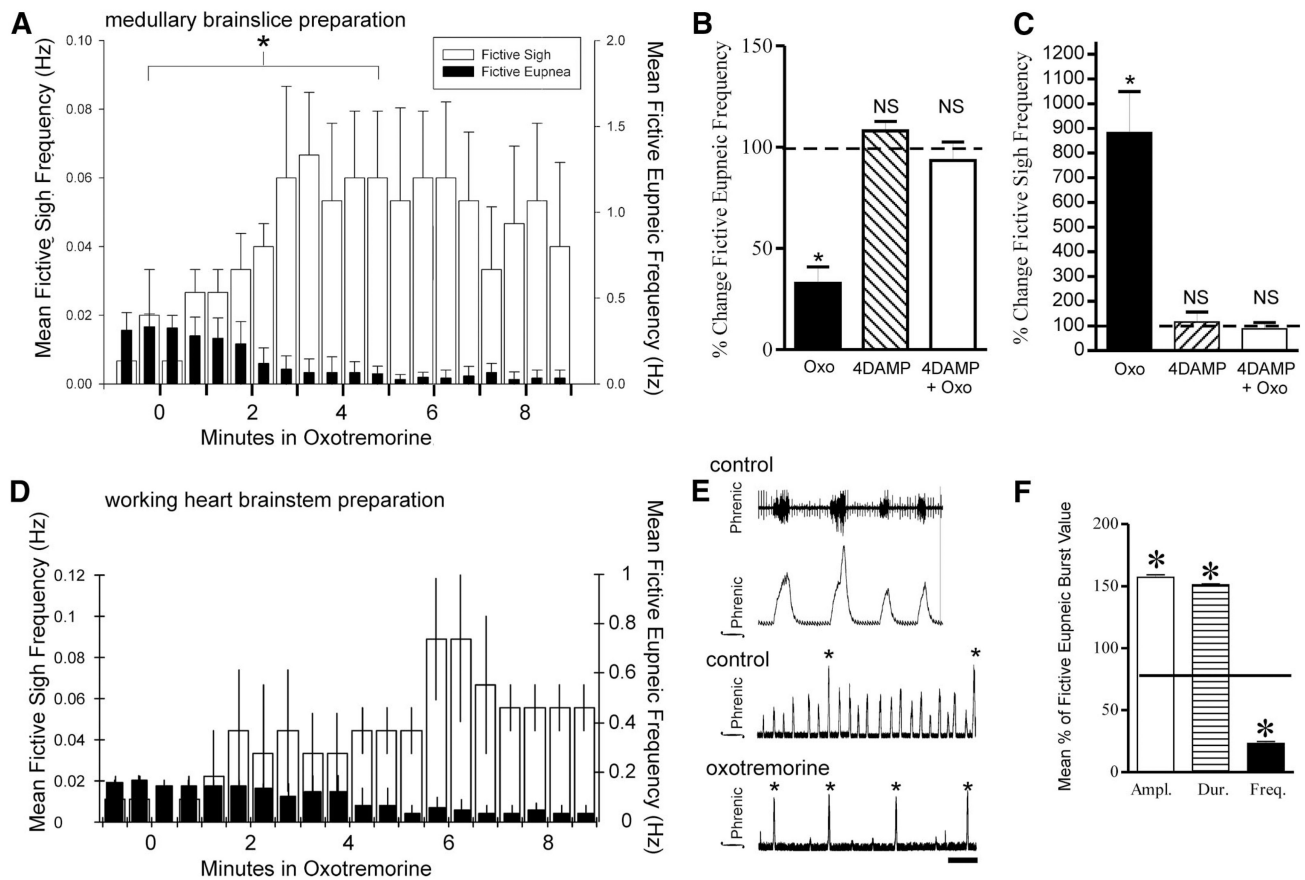 A
medullary brainslice preparation
*
Fictive Sigh
Fictive Eupnea
Mean Fictive Sigh Frequency (Hz)
0.10
0.08
0.06
0.04
0.02
0.00
Mean Fictive Eupneic Frequency (Hz)
2.0
1.5
1.0
0.5
0.0
0 2 4 6 8
Minutes in Oxotremorine
B
% Change Fictive Eupneic Frequency
150
100
50
0
*
NS
NS
Oxo
4DAMP
4DAMP
+ Oxo
C
% Change Fictive Sigh Frequency
1200
1100
1000
900
800
700
600
500
400
300
200
100
0
*
NS
NS
Oxo
4DAMP
4DAMP
+ Oxo
D
working heart brainstem preparation
Mean Fictive Sigh Frequency (Hz)
0.12
0.1
0.08
0.06
0.04
0.02
0
Mean Fictive Eupneic Frequency (Hz)
1
0.8
0.6
0.4
0.2
0
0 2 4 6 8
Minutes in Oxotremorine
E
control
Phrenic
∫Phrenic
control
* *
∫Phrenic
oxotremorine
* * * *
∫Phrenic
F
Mean % of Fictive Eupneic Burst Value
200
150
100
50
0
* * *
Ampl. Dur. Freq.